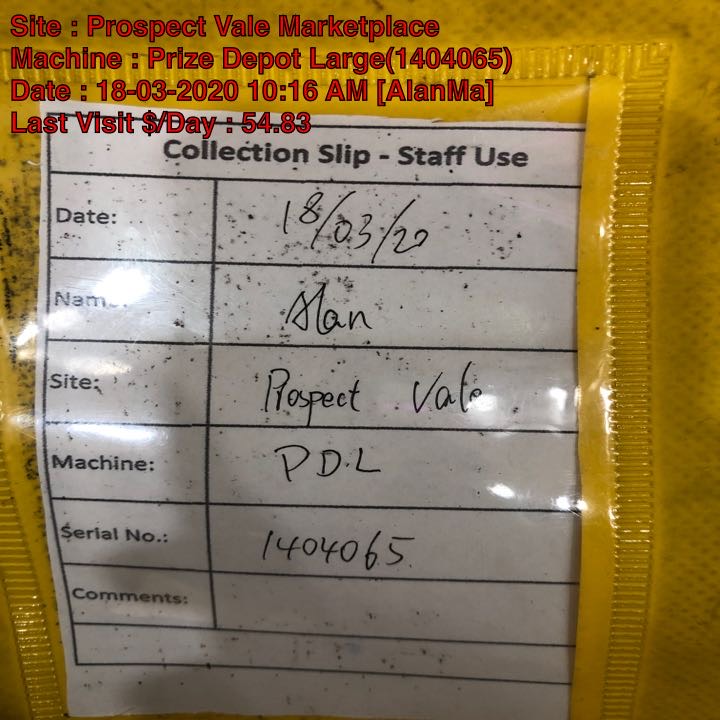 Site : Prospect Vale Marketplace
Machine : Prize Depot Large(1404065)
Date : 18-03-2020 10:16 AM [AlanMa]
Last Visit $/Day : 54.83
Collection Slip - Staff Use
Date: 18/03/20
Name: Alan
Site: Prospect Vale
Machine: P D.L
Serial No.: 1404065.
Comments: